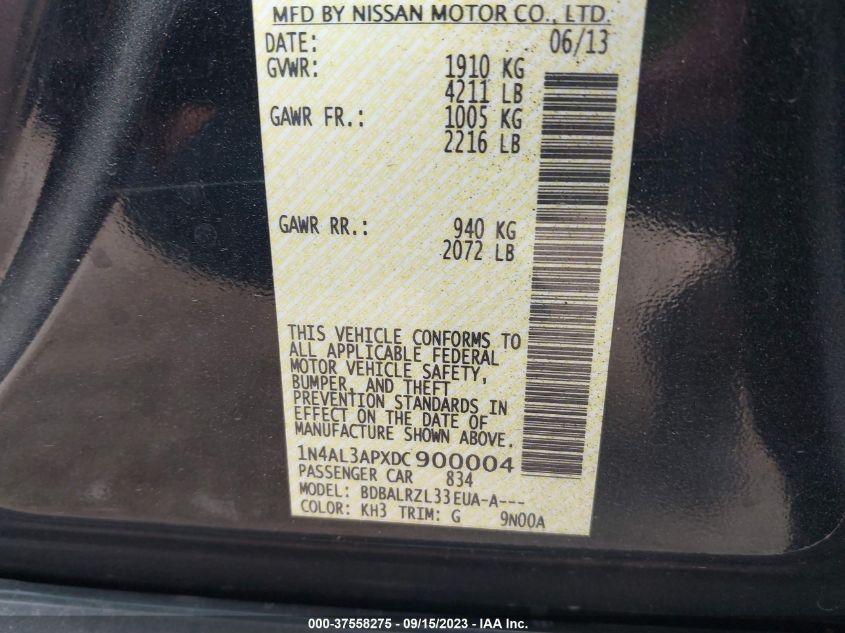 MFD BY NISSAN MOTOR CO., LTD.
DATE: 06/13
GVWR: 1910 KG
4211 LB
GAWR FR.: 1005 KG
2216 LB
GAWR RR.: 940 KG
2072 LB
THIS VEHICLE CONFORMS TO
ALL APPLICABLE FEDERAL
MOTOR VEHICLE SAFETY,
BUMPER, AND THEFT
PREVENTION STANDARDS IN
EFFECT ON THE DATE OF
MANUFACTURE SHOWN ABOVE.
1N4AL3APXDC 900004
PASSENGER CAR 834
MODEL: BDBALRZL33EUA-A---
COLOR: KH3 TRIM: G 9N00A
000-37558275 - 09/15/2023 - IAA Inc.